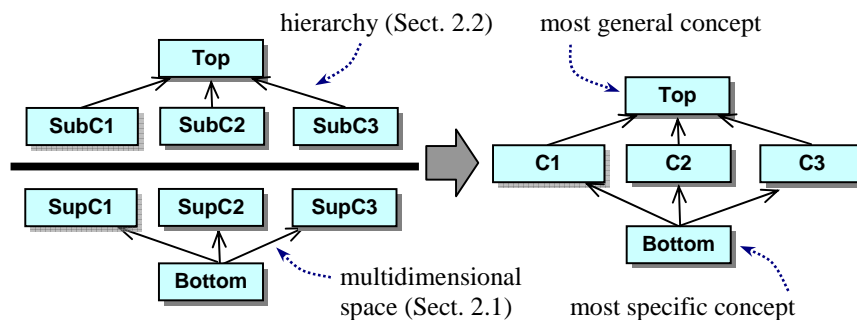 hierarchy (Sect. 2.2)
most general concept
Top
SubC1 SubC2 SubC3
SupC1 SupC2 SupC3
Bottom
multidimensional
space (Sect. 2.1)
Top
C1 C2 C3
Bottom
most specific concept